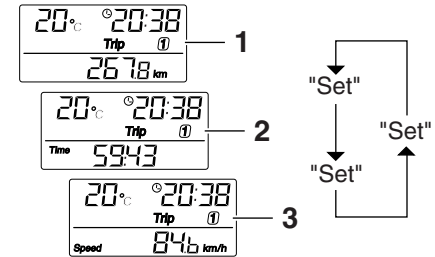 20°C 20:38
Trip 1
267.8 km
1
20°C 20:38
Trip 1
Time 59:43
2
20°C 20:38
Trip 1
Speed 84.6 km/h
3
"Set"
"Set"
"Set"